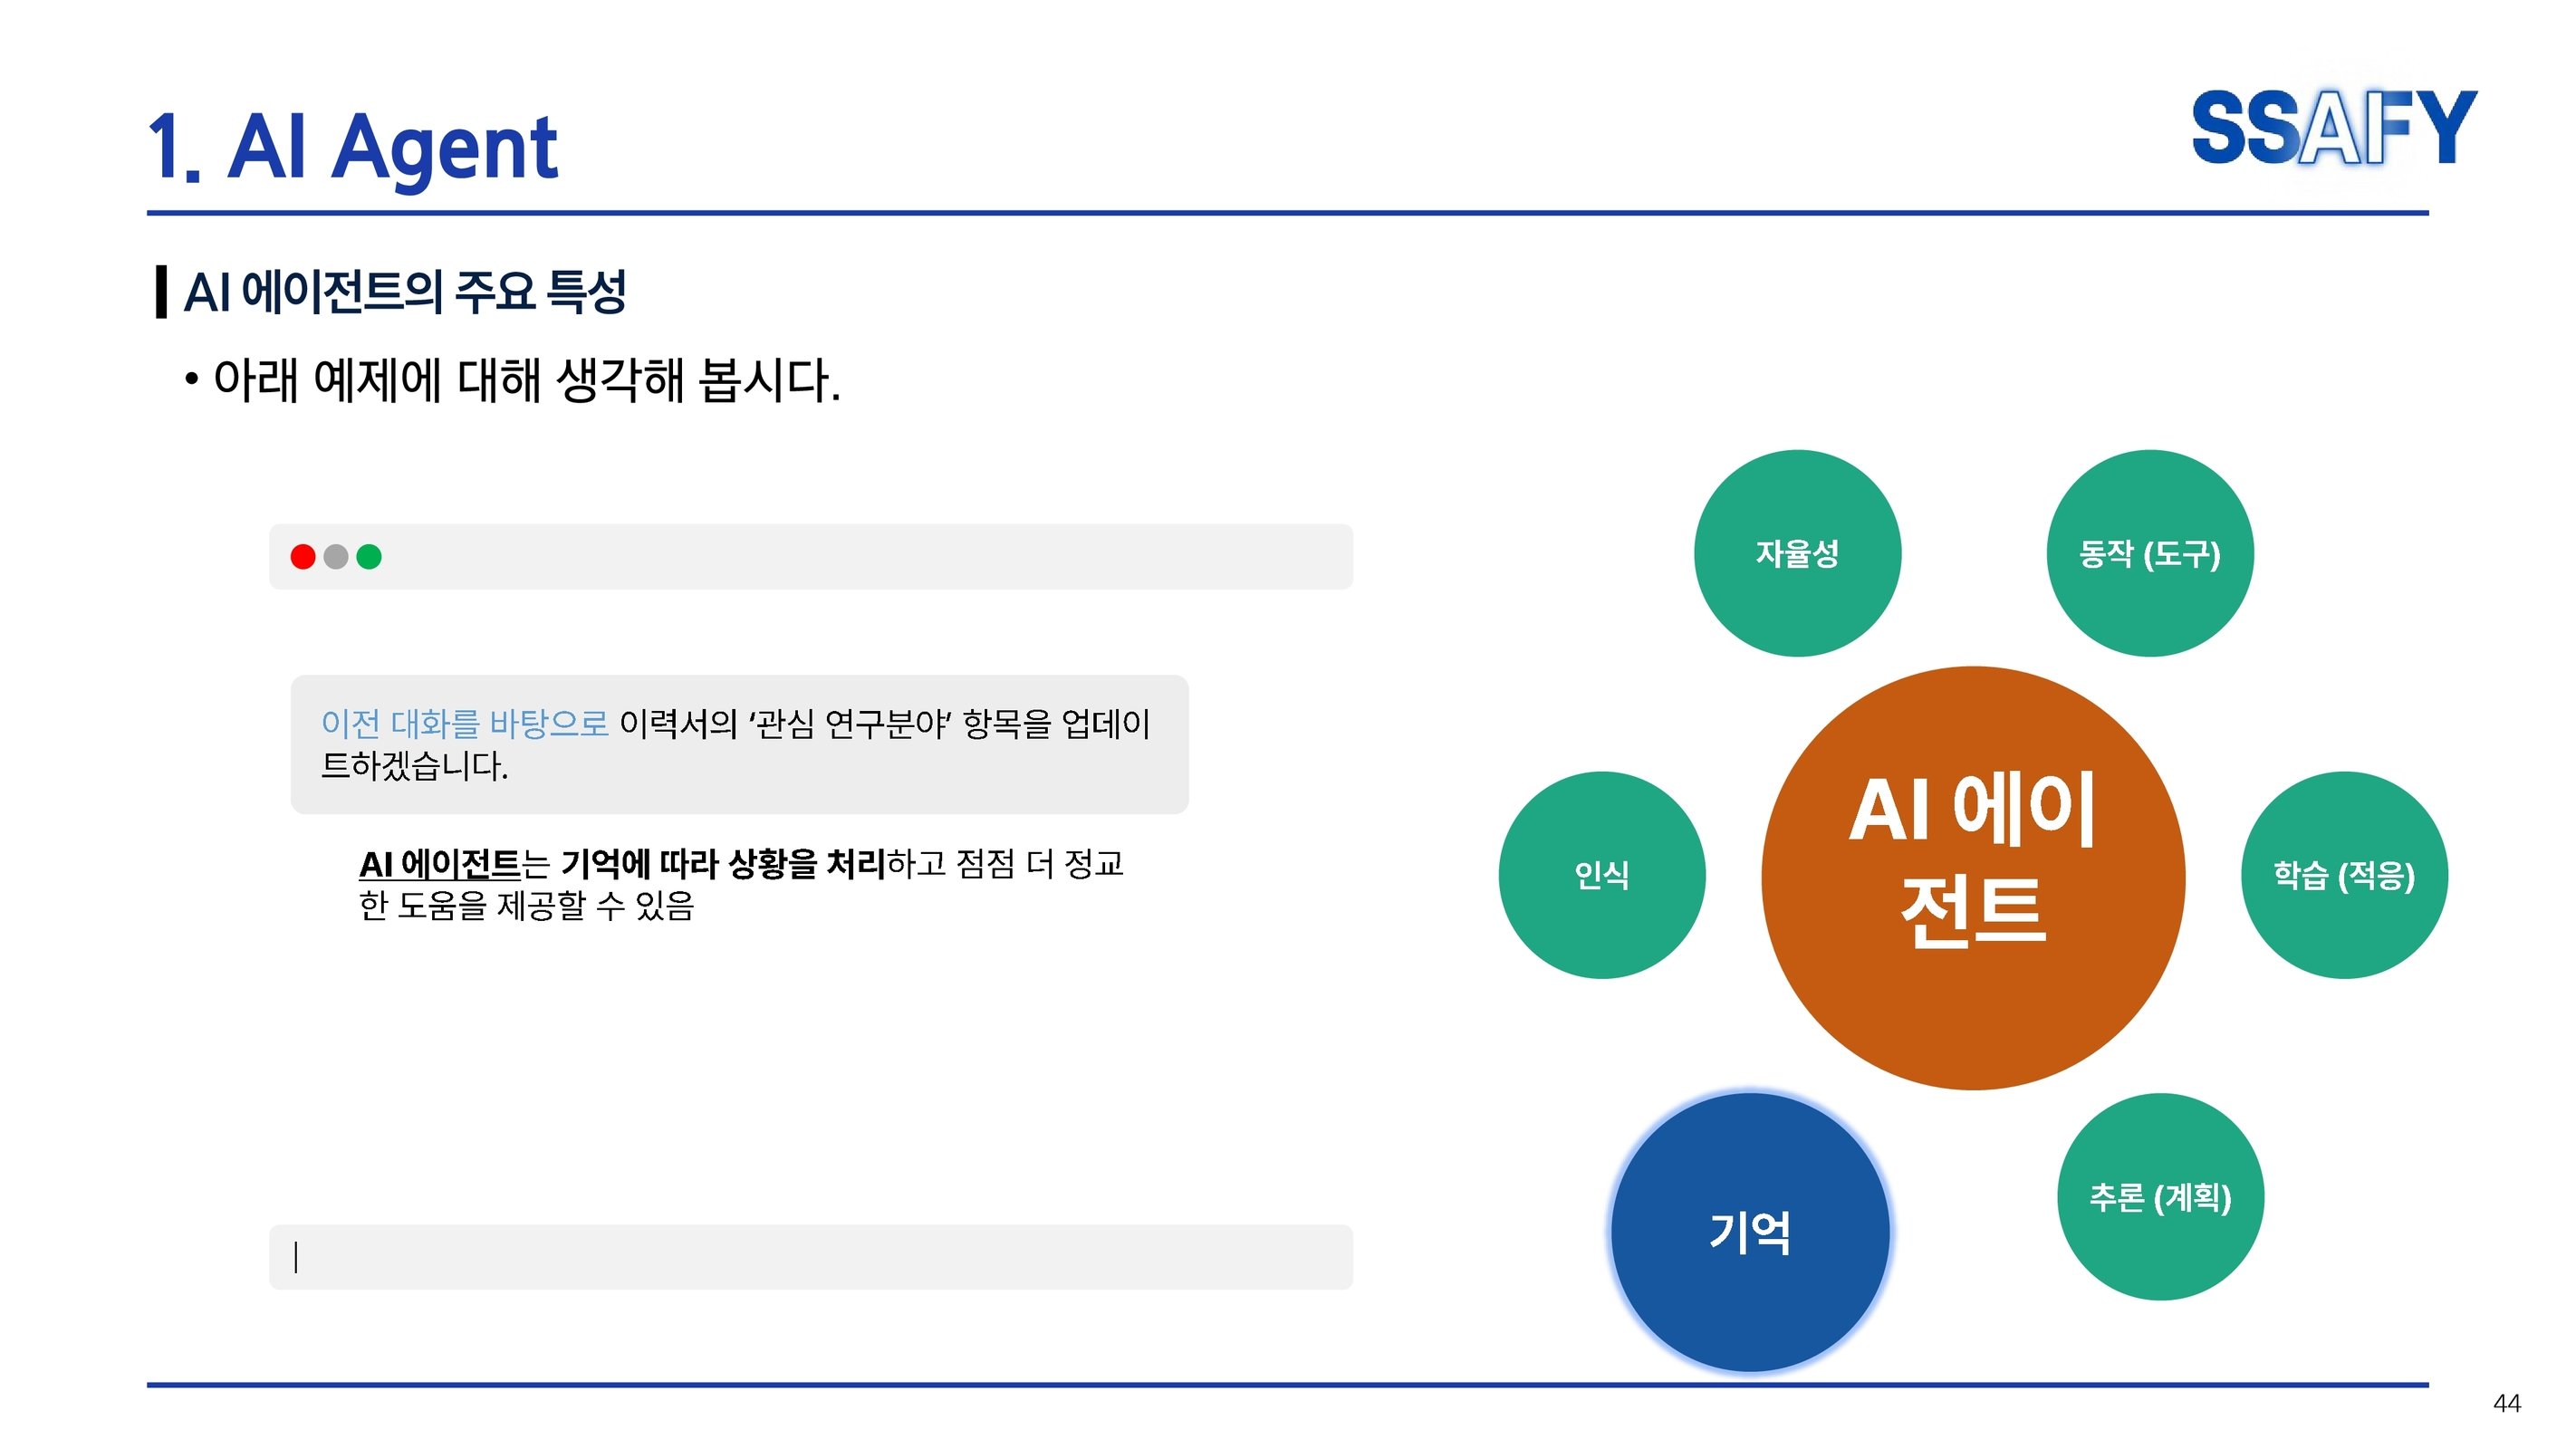 1. AI Agent
SSAFY
AI 에이전트의 주요 특성
• 아래 예제에 대해 생각해 봅시다.
이전 대화를 바탕으로 이력서의 ‘관심 연구분야’ 항목을 업데이
트하겠습니다.
AI 에이전트는 기억에 따라 상황을 처리하고 점점 더 정교
한 도움을 제공할 수 있음
자율성
동작 (도구)
인식
AI 에이
전트
학습 (적응)
기억
추론 (계획)
44